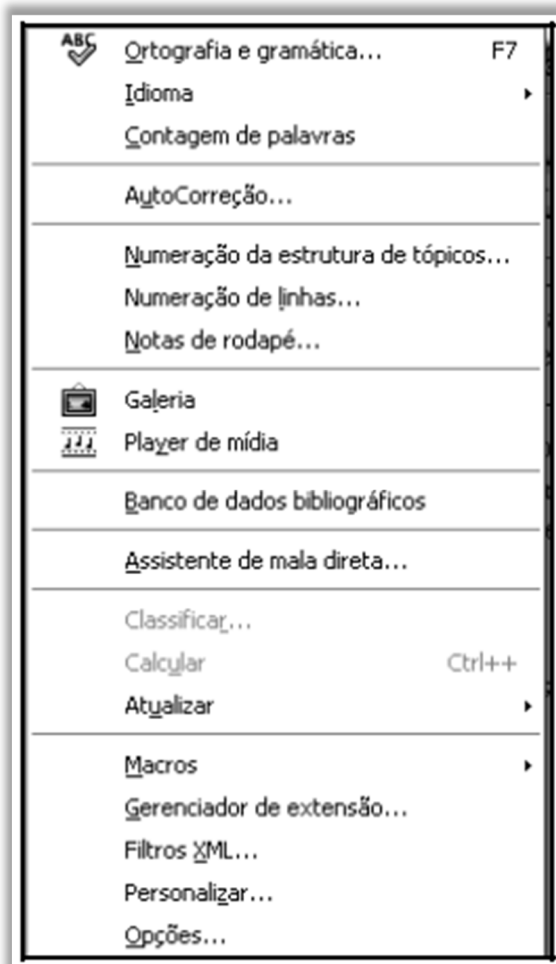 ABC
Ortografia e gramática... F7
Idioma
Contagem de palavras
AutoCorreção...
Numeração da estrutura de tópicos...
Numeração de linhas...
Notas de rodapé...
Galeria
Player de mídia
Banco de dados bibliográficos
Assistente de mala direta...
Classificar...
Calcular Ctrl++
Atualizar
Macros
Gerenciador de extensão...
Filtros XML...
Personalizar...
Opções...